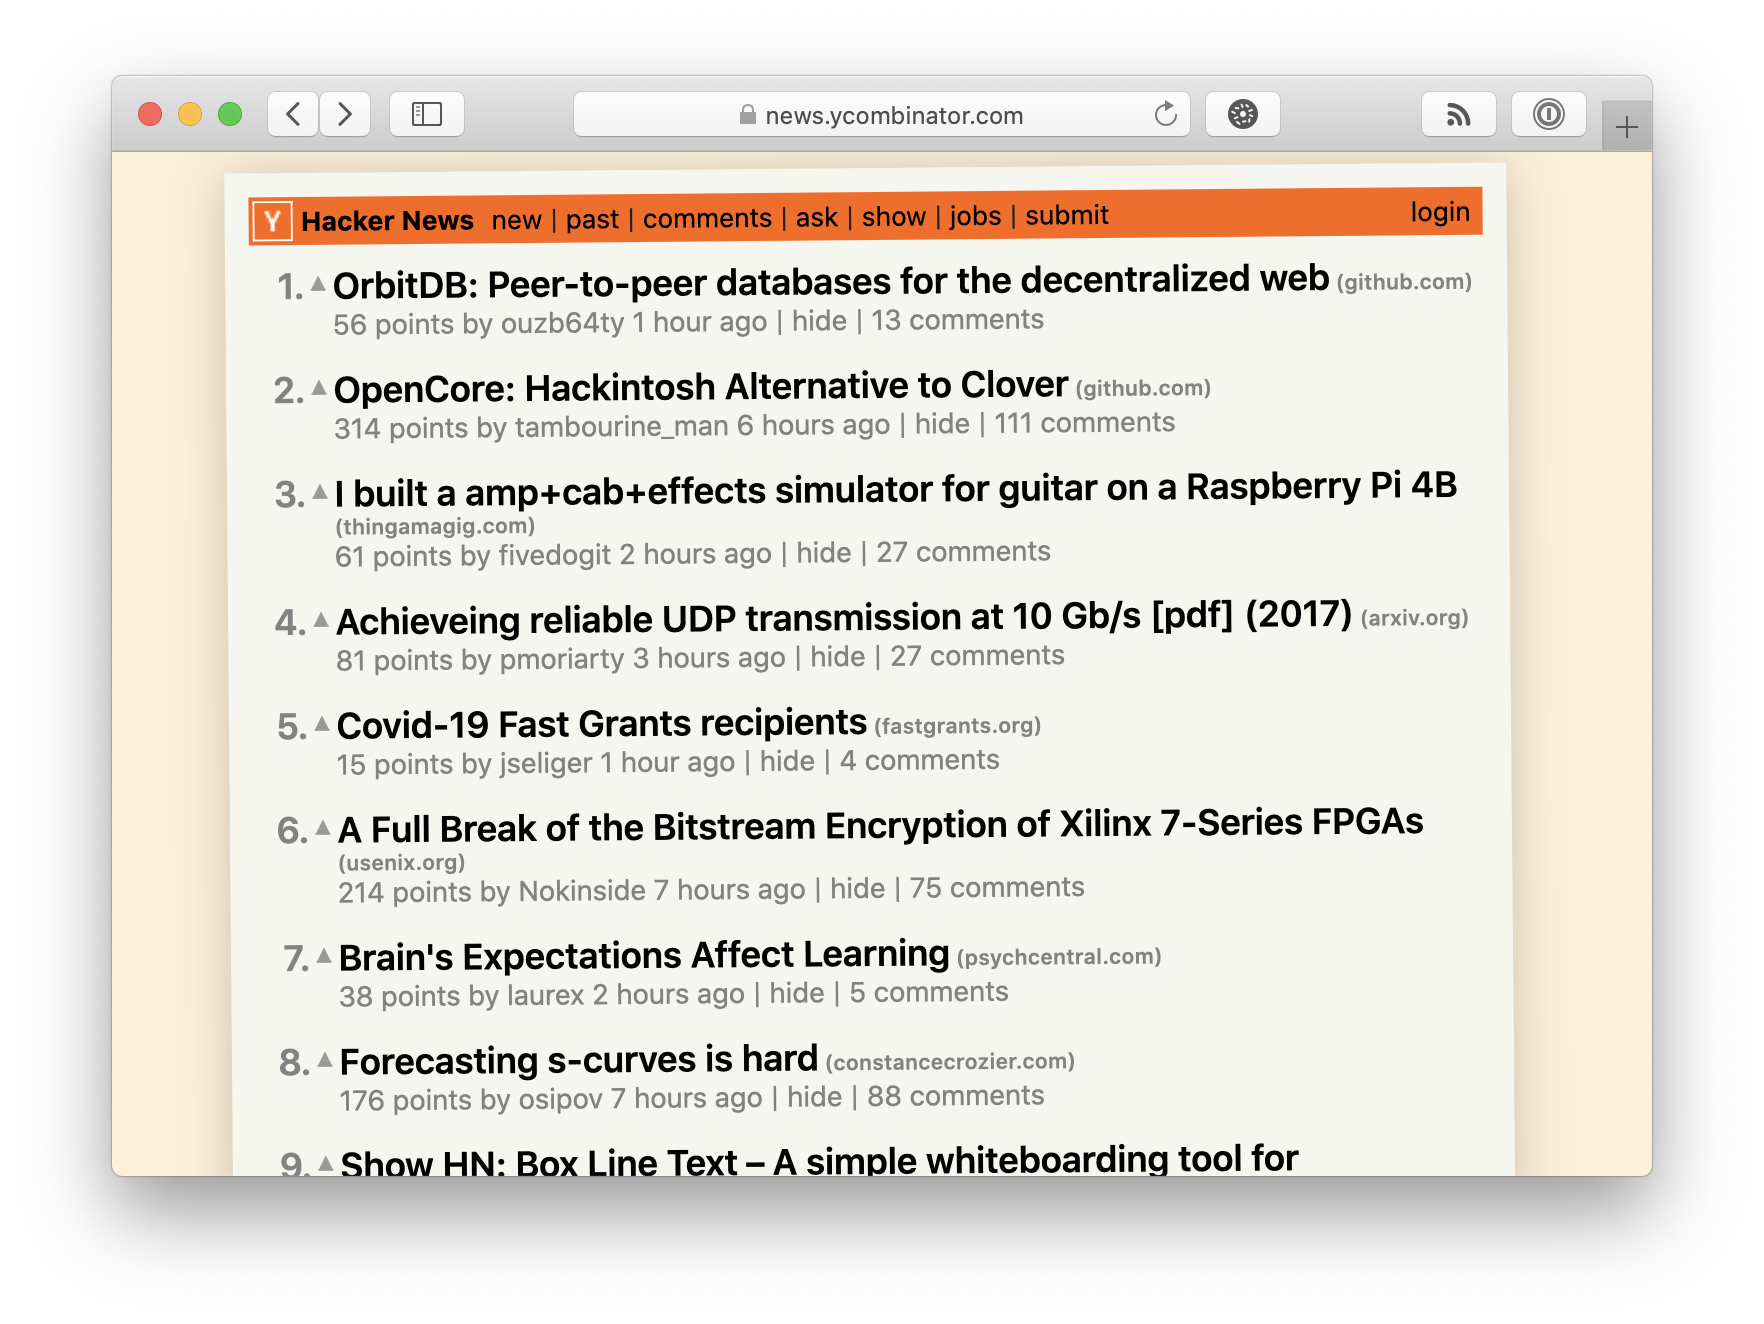 news.ycombinator.com
Y Hacker News new | past | comments | ask | show | jobs | submit login
1. OrbitDB: Peer-to-peer databases for the decentralized web (github.com)
56 points by ouzb64ty 1 hour ago | hide | 13 comments
2. OpenCore: Hackintosh Alternative to Clover (github.com)
314 points by tambourine_man 6 hours ago | hide | 111 comments
3. I built a amp+cab+effects simulator for guitar on a Raspberry Pi 4B
(thingamagig.com)
61 points by fivedogit 2 hours ago | hide | 27 comments
4. Achieveing reliable UDP transmission at 10 Gb/s [pdf] (2017) (arxiv.org)
81 points by pmoriarty 3 hours ago | hide | 27 comments
5. Covid-19 Fast Grants recipients (fastgrants.org)
15 points by jseliger 1 hour ago | hide | 4 comments
6. A Full Break of the Bitstream Encryption of Xilinx 7-Series FPGAs
(usenix.org)
214 points by Nokinside 7 hours ago | hide | 75 comments
7. Brain's Expectations Affect Learning (psychcentral.com)
38 points by laurex 2 hours ago | hide | 5 comments
8. Forecasting s-curves is hard (constancecrozier.com)
176 points by osipov 7 hours ago | hide | 88 comments
9. Show HN: Box Line Text – A simple whiteboarding tool for